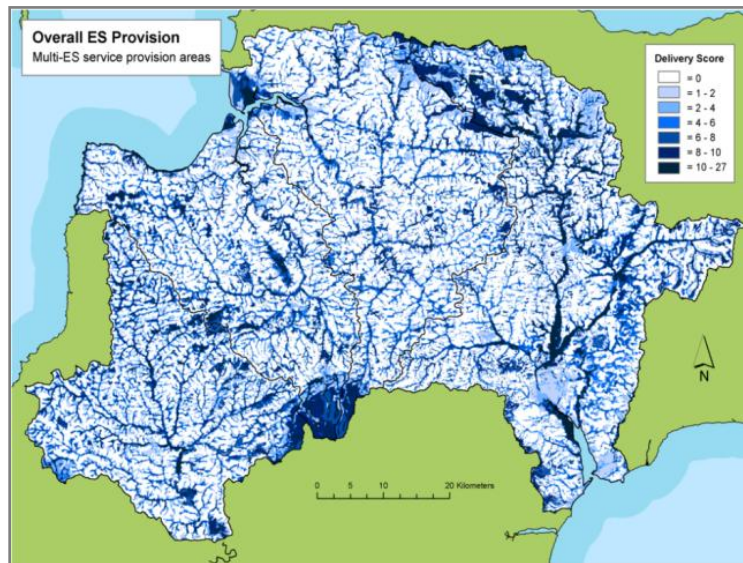 Overall ES Provision
Multi-ES service provision areas
Delivery Score
= 0
= 1 - 2
= 2 - 4
= 4 - 6
= 6 - 8
= 8 - 10
= 10 - 27
N
0 5 10 20 Kilometers